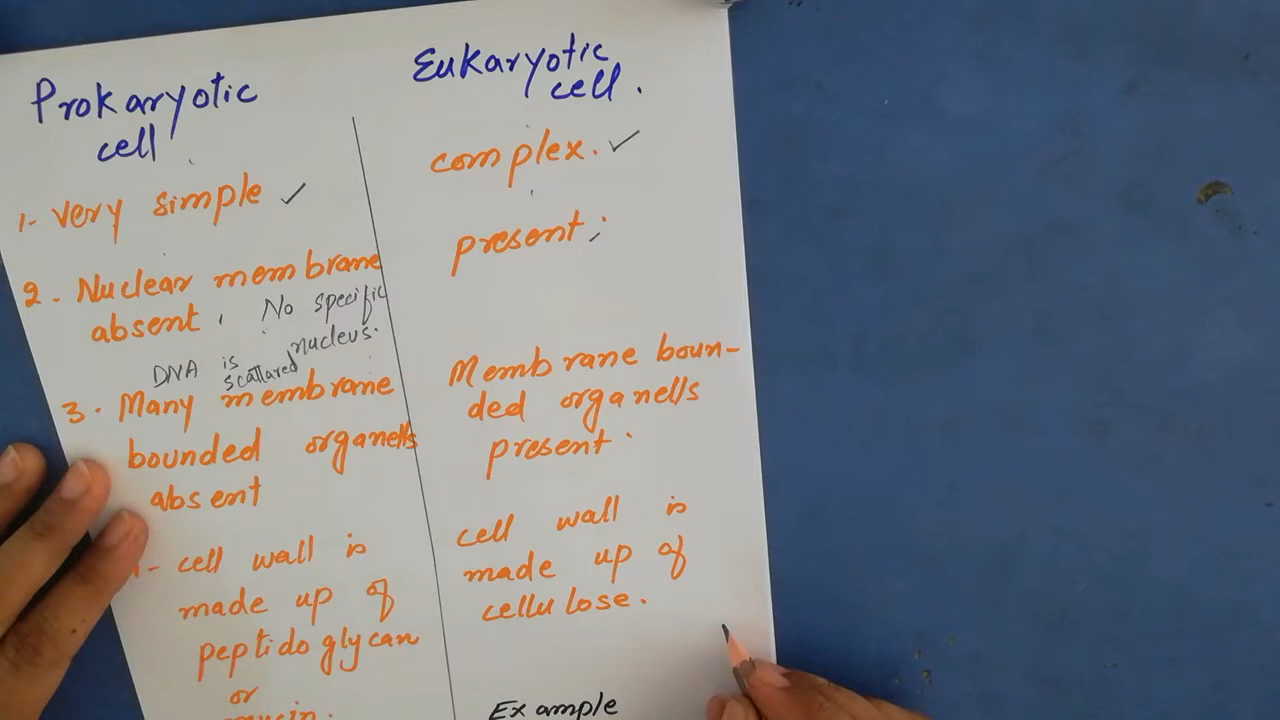 Prokaryotic
cell
1- Very simple ✓
2. Nuclear membrane
absent. No specific
nucleus.
DNA is
scattared
3. Many membrane
bounded organells
absent
- cell wall is
made up of
peptidoglycan
or
Eukaryotic
cell.
complex. ✓
present.
Membrane boun-
ded organells
present.
cell wall is
made up of
cellulose.
Example